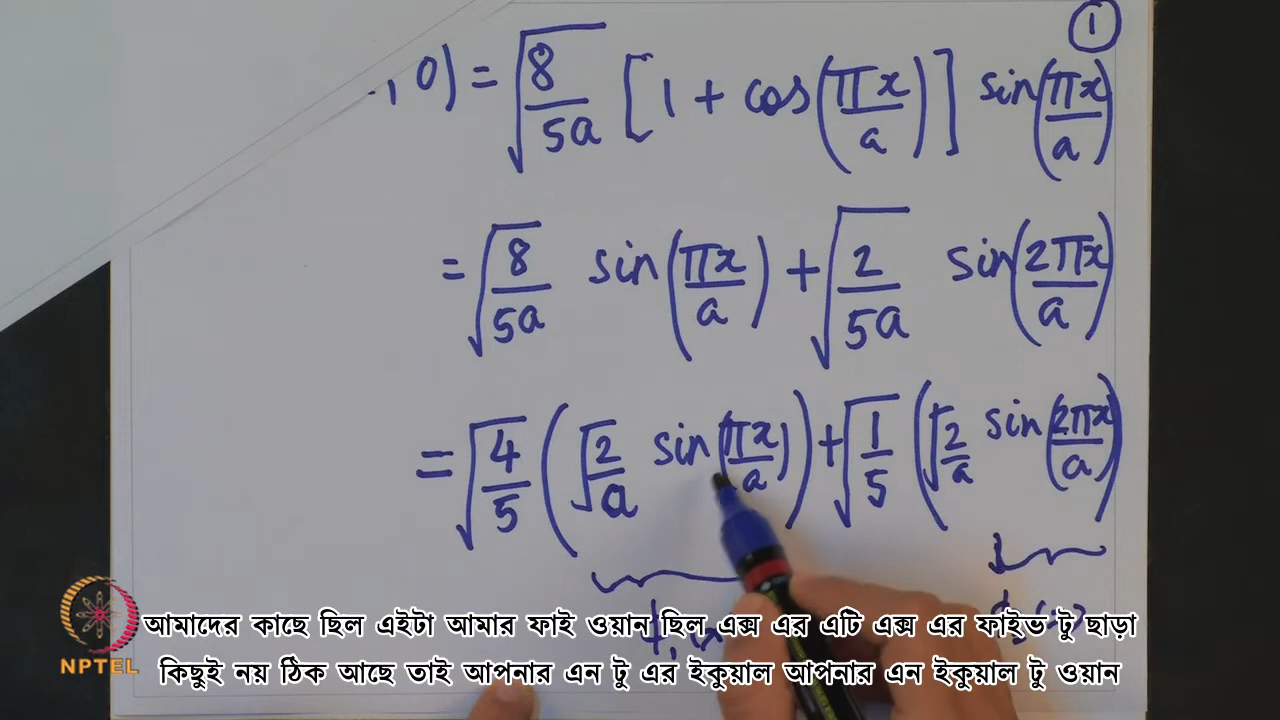 ①
, 0) = √(8/5a) [1 + cos(πx/a)] sin(πx/a)
= √(8/5a) sin(πx/a) + √(2/5a) sin(2πx/a)
= √(4/5) (√(2/a) sin(πx/a)) + √(1/5) (√(2/a) sin(2πx/a))
আমাদের কাছে ছিল এইটা আমার ফাই ওয়ান ছিল এক্স এর এটি এক্স এর ফাইভ টু ছাড়া
কিছুই নয় ঠিক আছে তাই আপনার এন টু এর ইকুয়াল আপনার এন ইকুয়াল টু ওয়ান
NPTEL